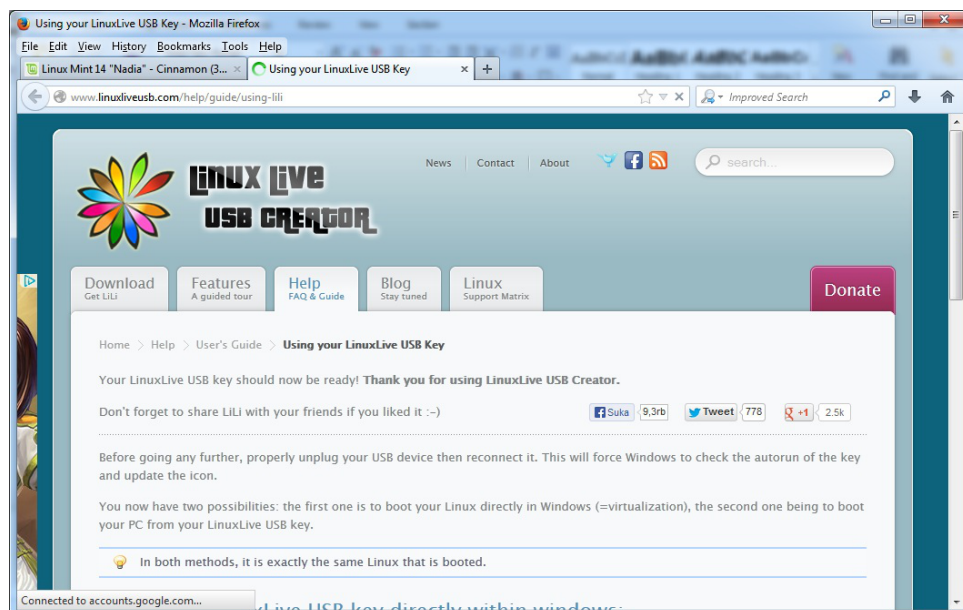 Using your LinuxLive USB Key - Mozilla Firefox
File Edit View History Bookmarks Tools Help
Linux Mint 14 "Nadia" - Cinnamon (3... × Using your LinuxLive USB Key × +
www.linuxliveusb.com/help/guide/using-lili Improved Search
News Contact About search...
LINUX LIVE
USB CREATOR
Download Features Help Blog Linux
Get LiLi A guided tour FAQ & Guide Stay tuned Support Matrix
Donate
Home > Help > User's Guide > Using your LinuxLive USB Key
Your LinuxLive USB key should now be ready! Thank you for using LinuxLive USB Creator.
Don't forget to share LiLi with your friends if you liked it :-) Suka 9,3rb Tweet 778 +1 2.5k
Before going any further, properly unplug your USB device then reconnect it. This will force Windows to check the autorun of the key
and update the icon.
You now have two possibilities: the first one is to boot your Linux directly in Windows (=virtualization), the second one being to boot
your PC from your LinuxLive USB key.
In both methods, it is exactly the same Linux that is booted.
Connected to accounts.google.com...
Live USB key directly within windows: